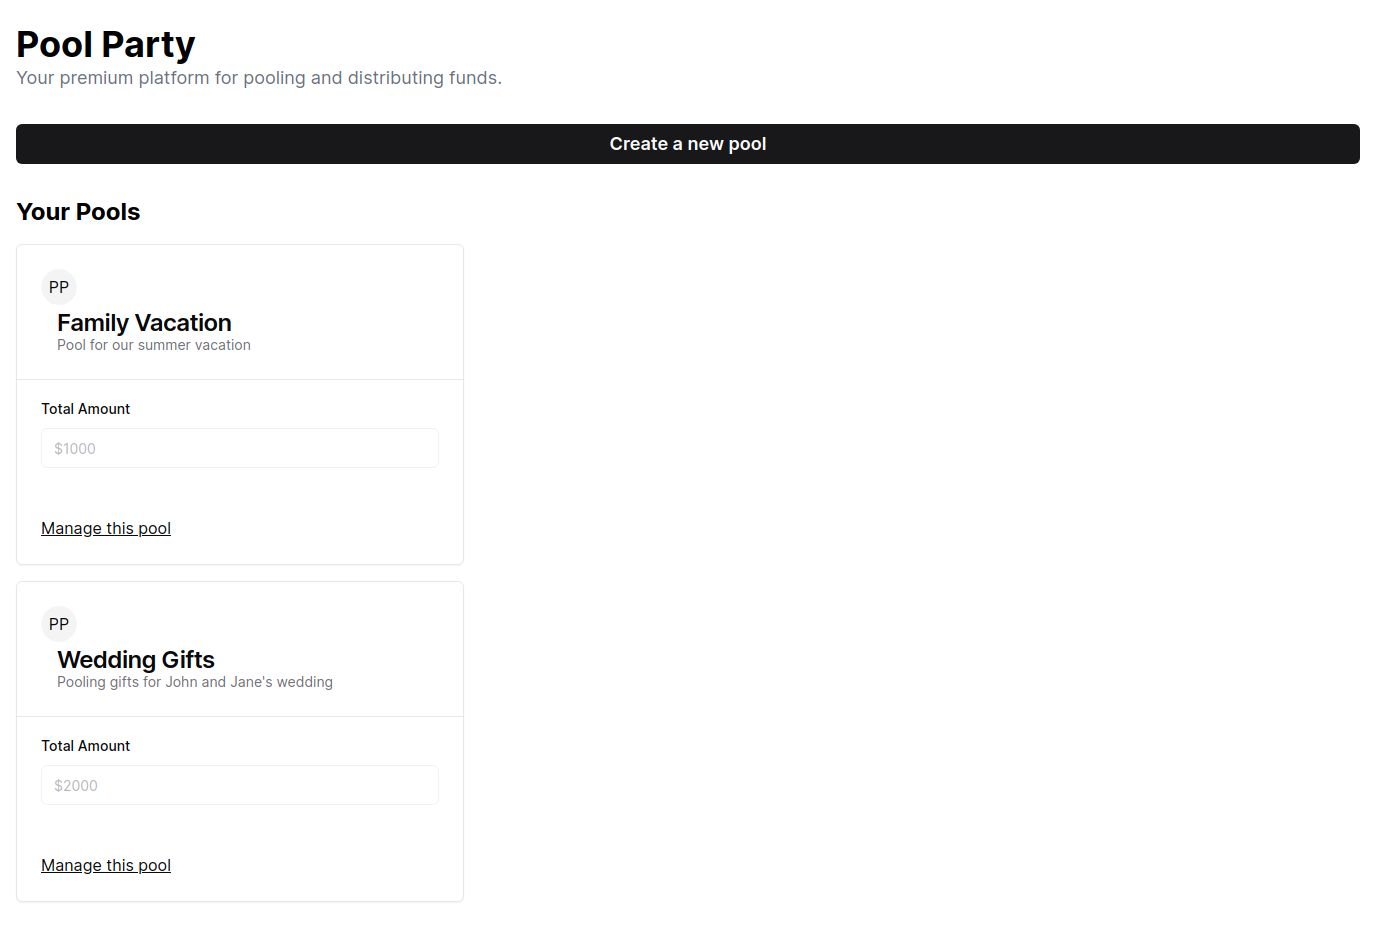 Pool Party
Your premium platform for pooling and distributing funds.
Create a new pool
Your Pools
PP
Family Vacation
Pool for our summer vacation
Total Amount
$1000
Manage this pool
PP
Wedding Gifts
Pooling gifts for John and Jane's wedding
Total Amount
$2000
Manage this pool